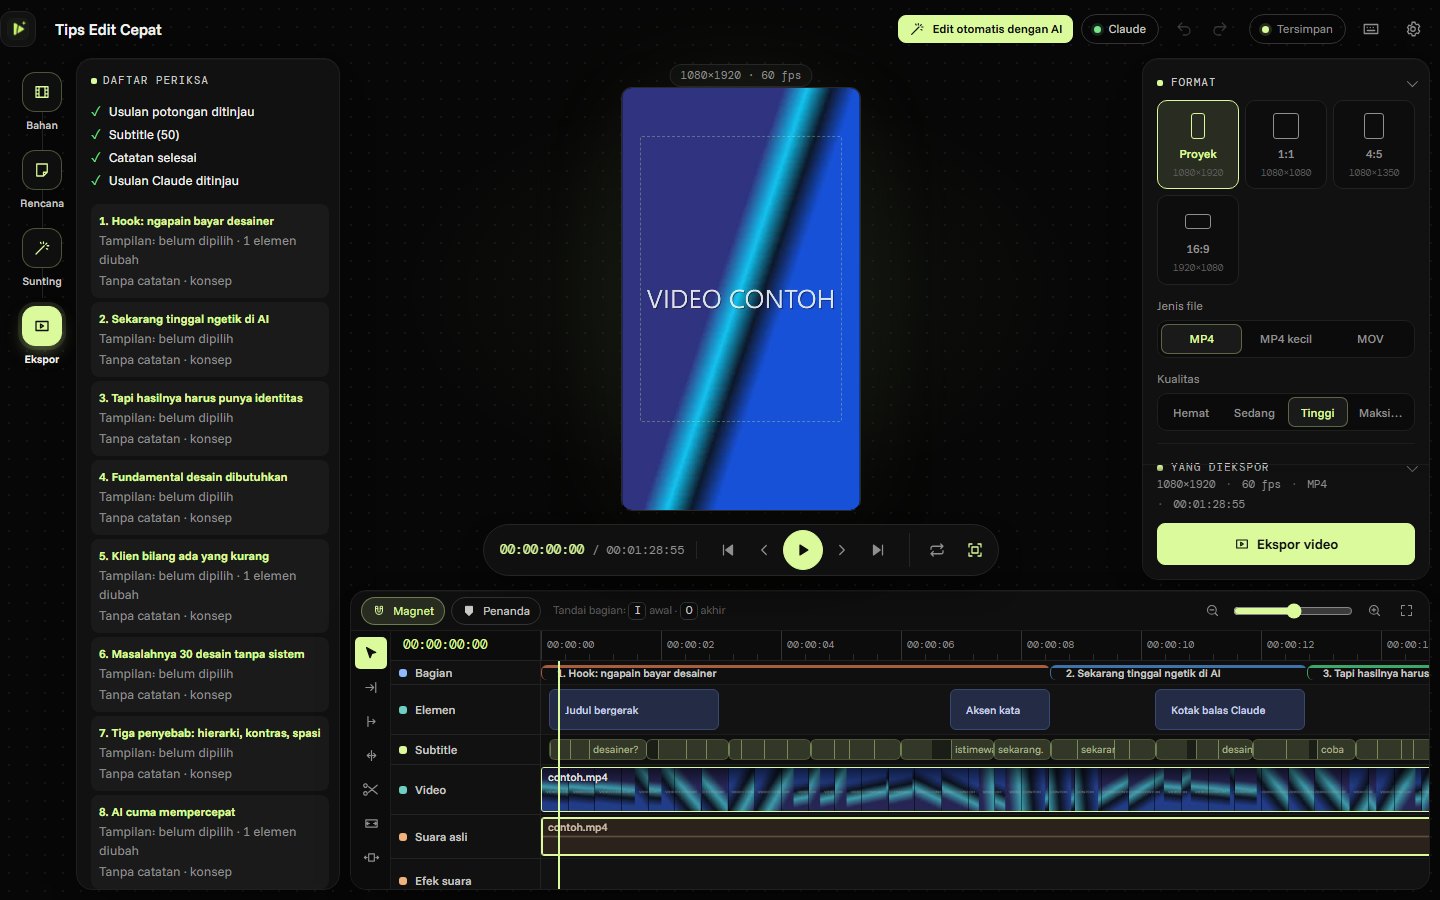 Tips Edit Cepat
Edit otomatis dengan AI
Claude
Tersimpan
Bahan
Rencana
Sunting
Ekspor
DAFTAR PERIKSA
✓ Usulan potongan ditinjau
✓ Subtitle (50)
✓ Catatan selesai
✓ Usulan Claude ditinjau
1. Hook: ngapain bayar desainer
Tampilan: belum dipilih · 1 elemen
diubah
Tanpa catatan · konsep
2. Sekarang tinggal ngetik di AI
Tampilan: belum dipilih
Tanpa catatan · konsep
3. Tapi hasilnya harus punya identitas
Tampilan: belum dipilih
Tanpa catatan · konsep
4. Fundamental desain dibutuhkan
Tampilan: belum dipilih
Tanpa catatan · konsep
5. Klien bilang ada yang kurang
Tampilan: belum dipilih · 1 elemen
diubah
Tanpa catatan · konsep
6. Masalahnya 30 desain tanpa sistem
Tampilan: belum dipilih
Tanpa catatan · konsep
7. Tiga penyebab: hierarki, kontras, spasi
Tampilan: belum dipilih
Tanpa catatan · konsep
8. AI cuma mempercepat
Tampilan: belum dipilih · 1 elemen
diubah
Tanpa catatan · konsep
1080×1920 · 60 fps
VIDEO CONTOH
00:00:00:00 / 00:01:28:55
FORMAT
Proyek
1080×1920
1:1
1080×1080
4:5
1080×1350
16:9
1920×1080
Jenis file
MP4
MP4 kecil
MOV
Kualitas
Hemat
Sedang
Tinggi
Maksi...
YANG DIEKSPOR
1080×1920 · 60 fps · MP4
· 00:01:28:55
Ekspor video
Magnet
Penanda
Tandai bagian: I awal · O akhir
00:00:00:00
00:00:00:00
00:00:00 00:00:02 00:00:04 00:00:06 00:00:08 00:00:10 00:00:12 00:00:1
Bagian
1. Hook: ngapain bayar desainer
2. Sekarang tinggal ngetik di AI
3. Tapi hasilnya harus
Elemen
Judul bergerak
Aksen kata
Kotak balas Claude
Subtitle
desainer?
istimewa
sekarang.
sekarar
desain
coba
Video
contoh.mp4
Suara asli
contoh.mp4
Efek suara